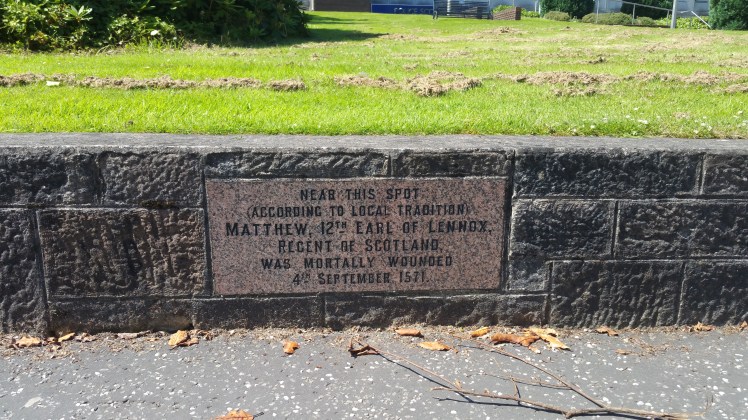 NEAR THIS SPOT,
(ACCORDING TO LOCAL TRADITION)
MATTHEW, 12TH EARL OF LENNOX,
REGENT OF SCOTLAND,
WAS MORTALLY WOUNDED
4TH SEPTEMBER 1571.